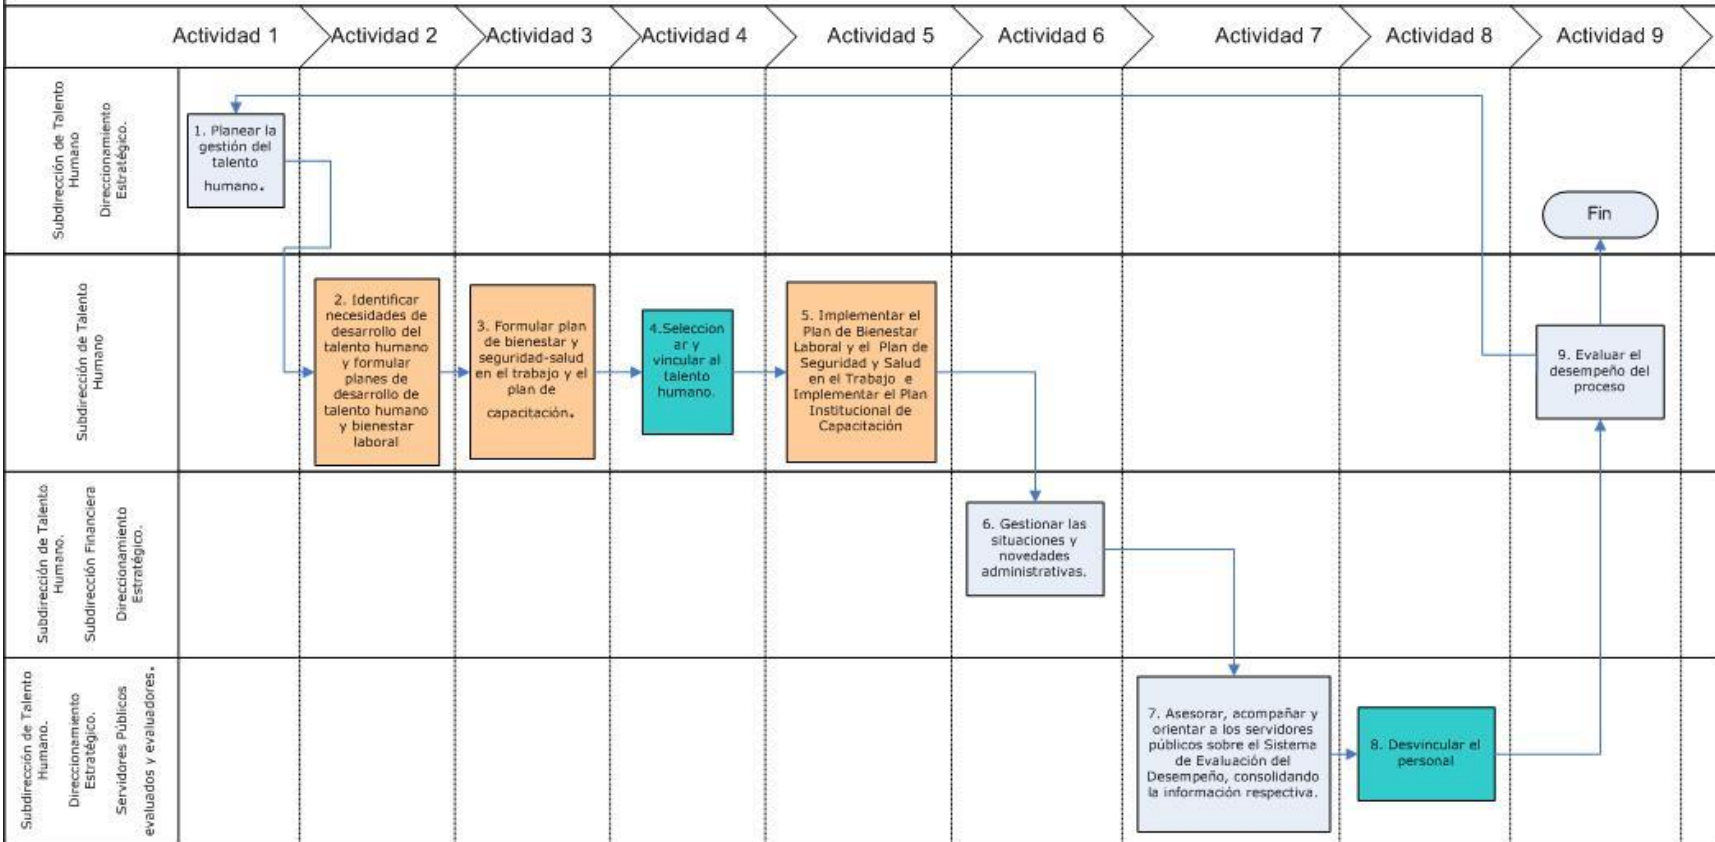 Actividad 1
Actividad 2
Actividad 3
Actividad 4
Actividad 5
Actividad 6
Actividad 7
Actividad 8
Actividad 9
Subdirección de Talento
Humano
Direccionamiento
Estratégico.
1. Planear la
gestión del
talento
humano.
Fin
Subdirección de Talento
Humano
2. Identificar
necesidades de
desarrollo del
talento humano
y formular
planes de
desarrollo de
talento humano
y bienestar
laboral
3. Formular plan
de bienestar y
seguridad-salud
en el trabajo y el
plan de
capacitación.
4.Seleccion
ar y
vincular al
talento
humano.
5. Implementar el
Plan de Bienestar
Laboral y el Plan de
Seguridad y Salud
en el Trabajo e
Implementar el Plan
Institucional de
Capacitación
9. Evaluar el
desempeño del
proceso
Subdirección de Talento
Humano.
Subdirección Financiera
Direccionamiento
Estratégico.
6. Gestionar las
situaciones y
novedades
administrativas.
Subdirección de Talento
Humano.
Direccionamiento
Estratégico.
Servidores Públicos
evaluados y evaluadores.
7. Asesorar, acompañar y
orientar a los servidores
públicos sobre el Sistema
de Evaluación del
Desempeño, consolidando
la información respectiva.
8. Desvincular el
personal